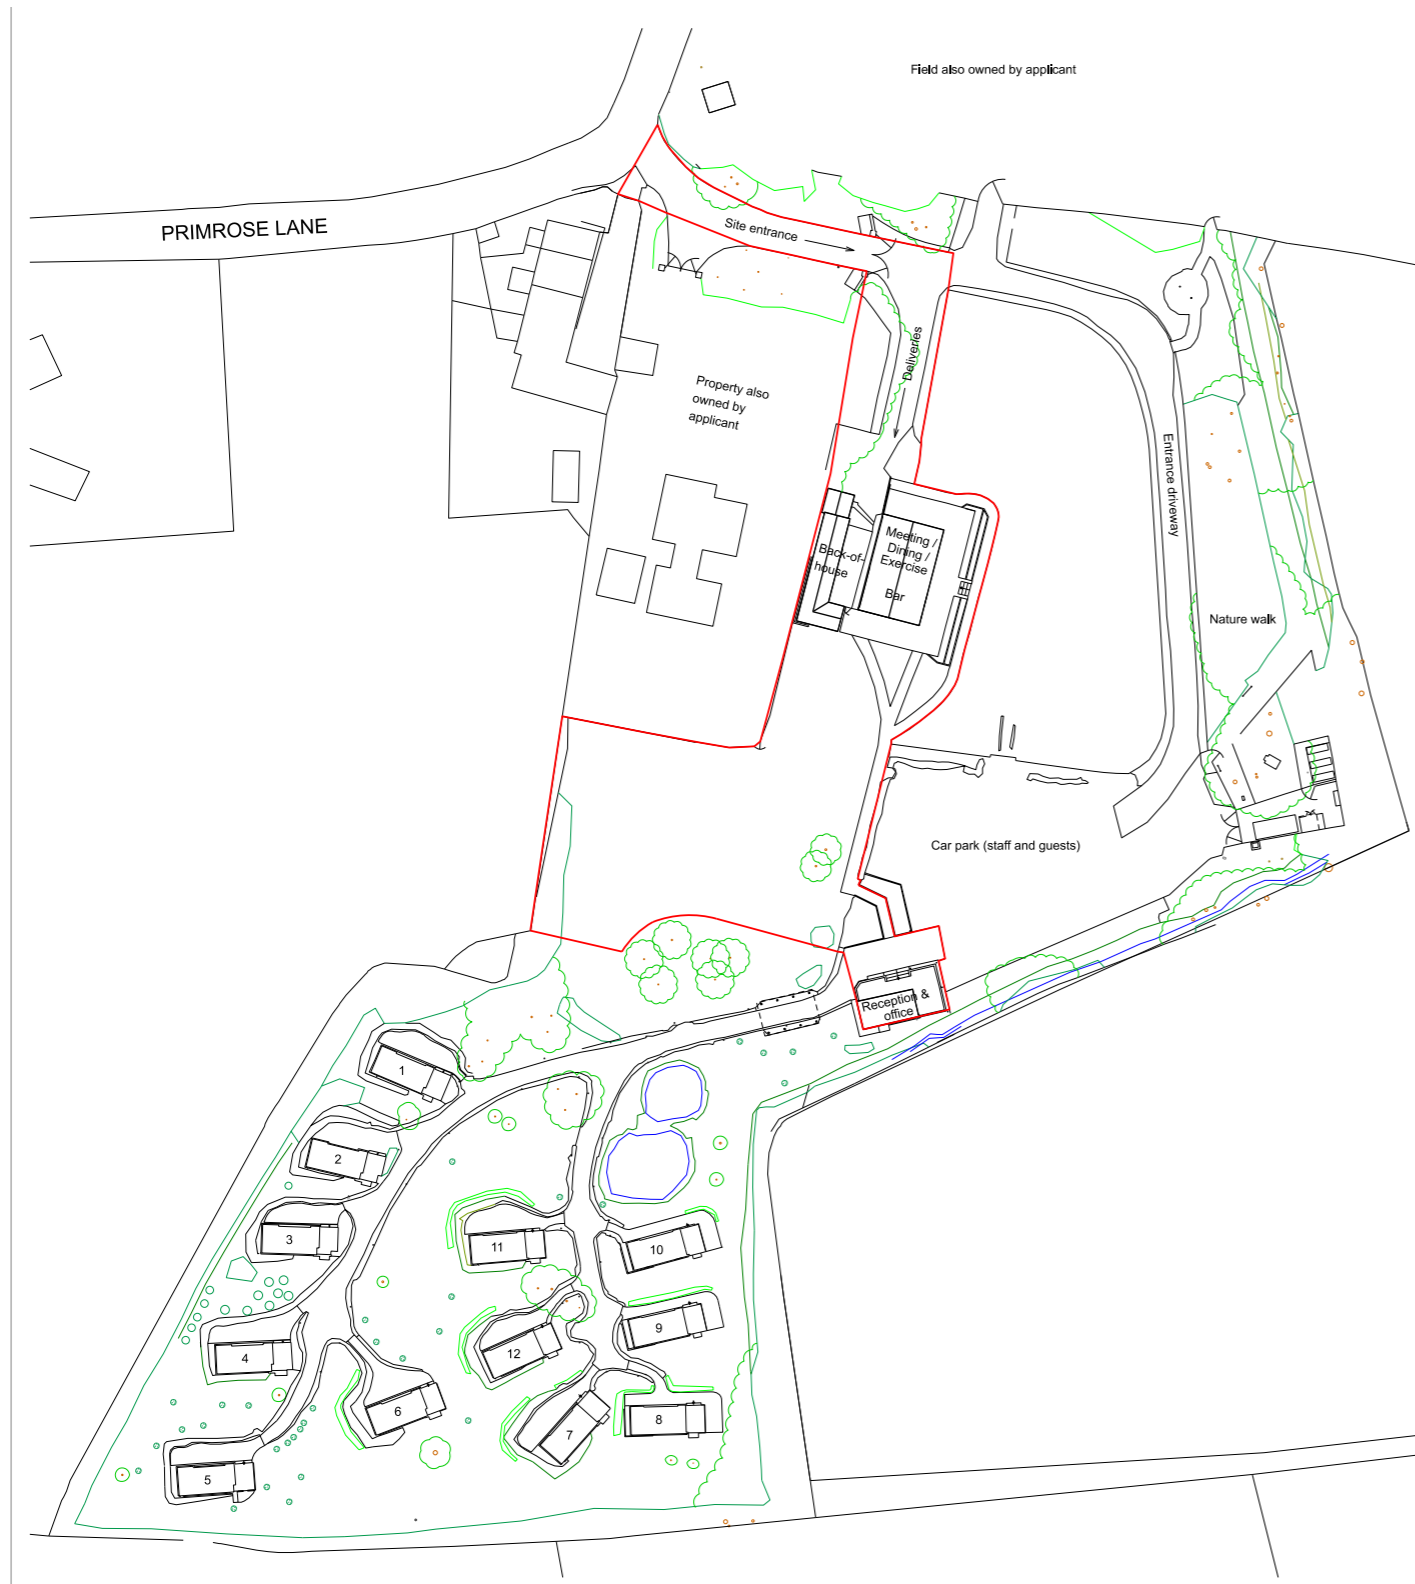 Field also owned by applicant
PRIMROSE LANE
Site entrance
Deliveries
Property also
owned by
applicant
Entrance driveway
Meeting /
Dining /
Exercise
Bar
Back-of-
house
Nature walk
Car park (staff and guests)
Reception &
office
1
2
3
4
5
6
7
8
9
10
11
12